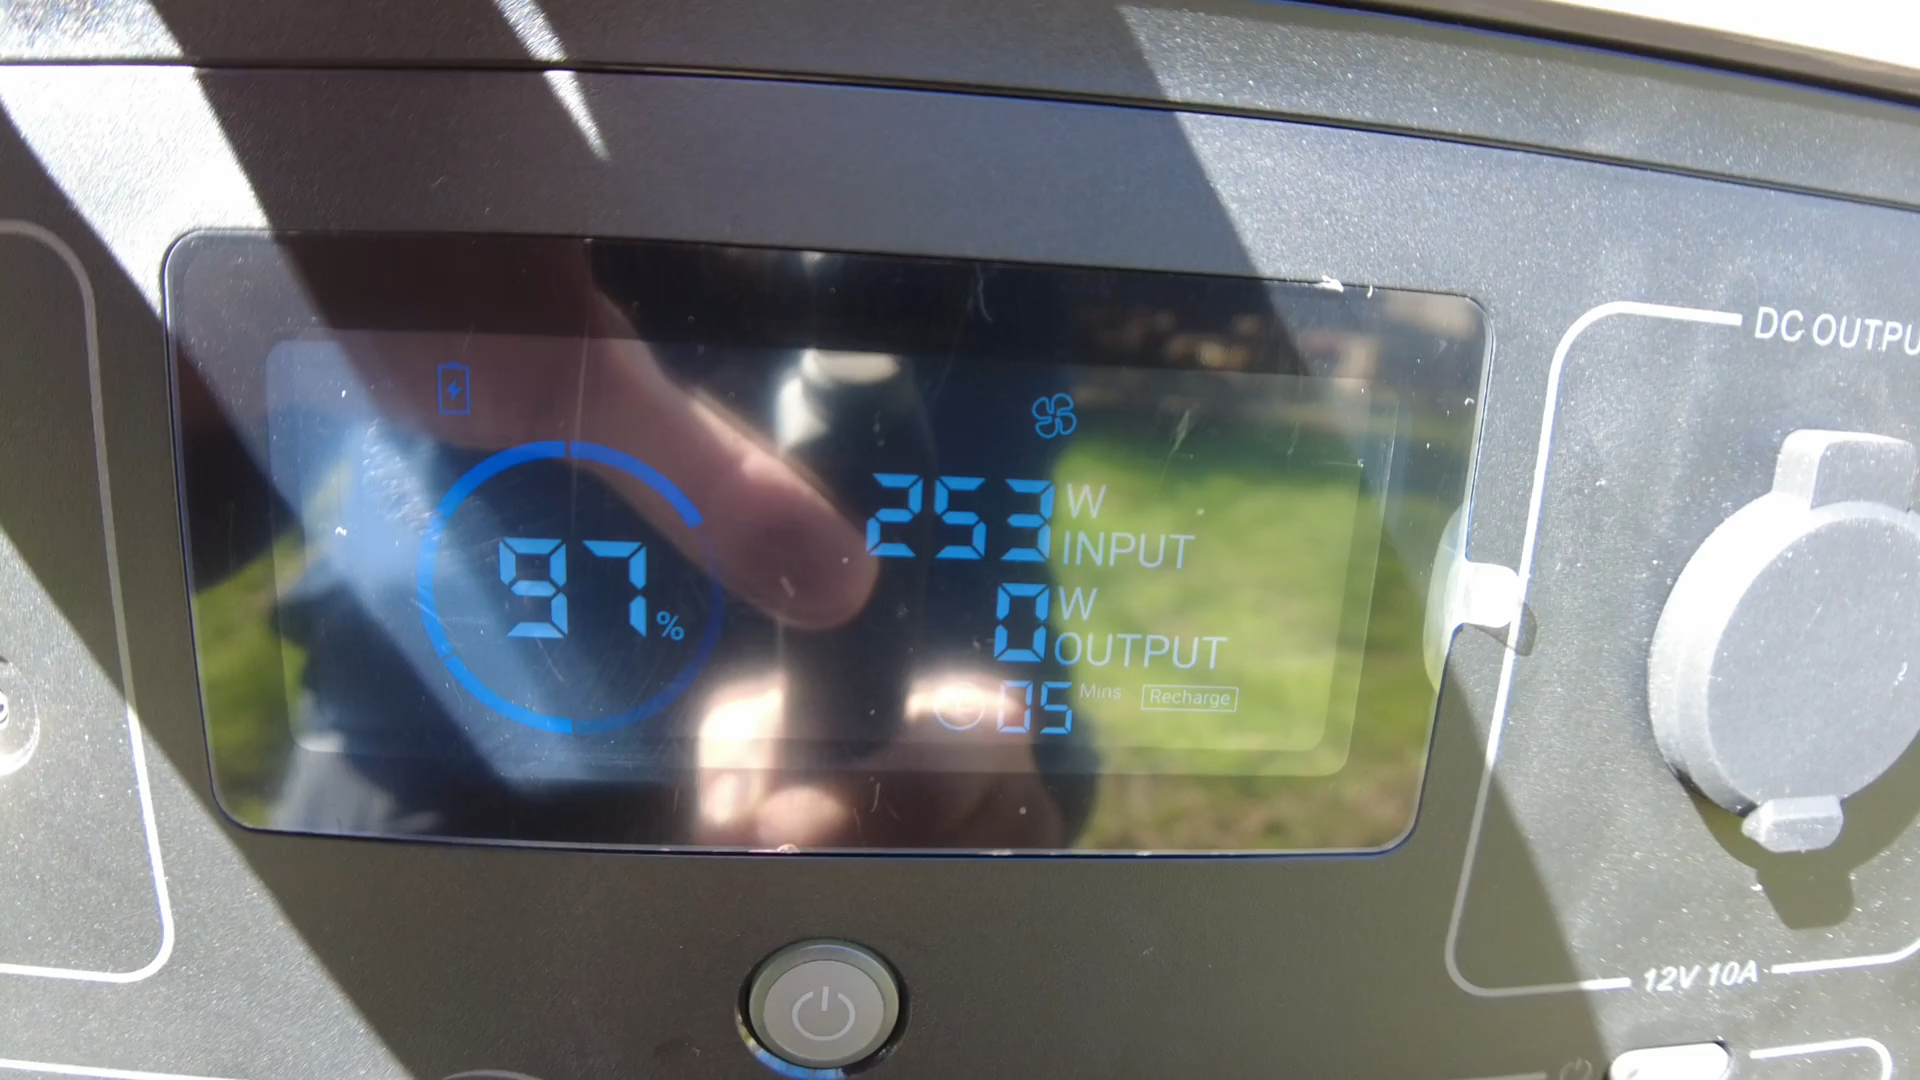 DC OUTPU
253 W
INPUT
97%
0 W
OUTPUT
05 Mins Recharge
12V 10A